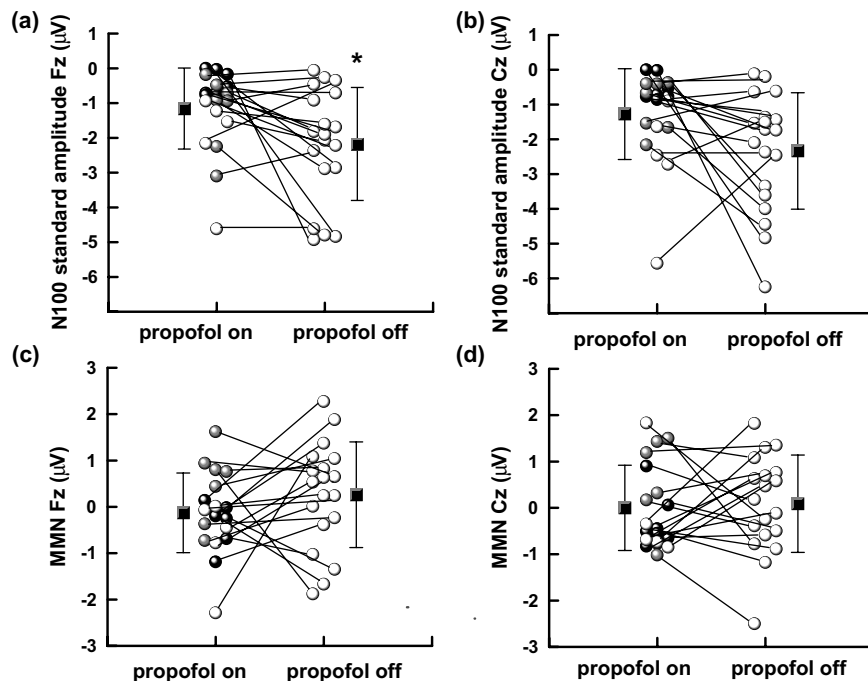 (a)
N100 standard amplitude Fz (μV)
1
0
-1
-2
-3
-4
-5
-6
*
propofol on
propofol off
(b)
N100 standard amplitude Cz (μV)
1
0
-1
-2
-3
-4
-5
-6
propofol on
propofol off
(c)
MMN Fz (μV)
3
2
1
0
-1
-2
-3
propofol on
propofol off
(d)
MMN Cz (μV)
3
2
1
0
-1
-2
-3
propofol on
propofol off